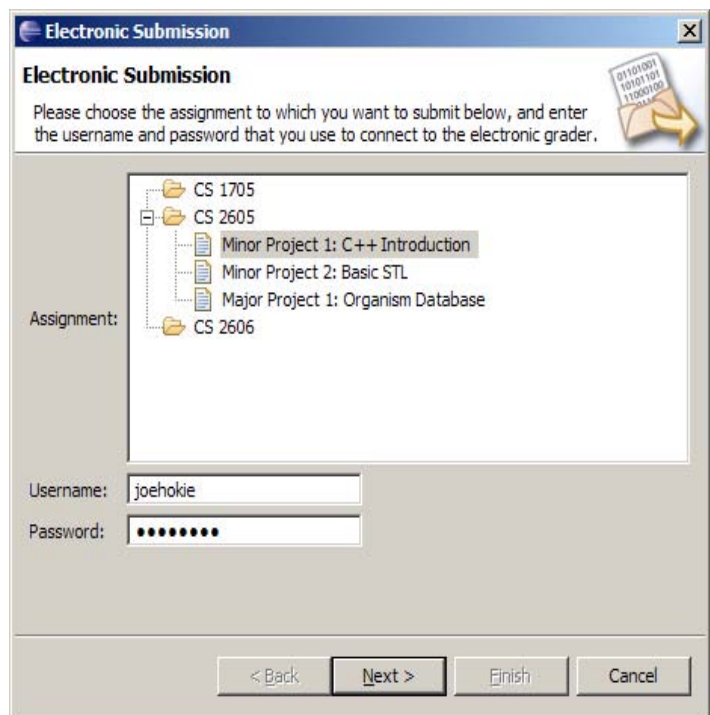 Electronic Submission
Electronic Submission
Please choose the assignment to which you want to submit below, and enter
the username and password that you use to connect to the electronic grader.
01101001
10101101
11000100
Assignment:
CS 1705
CS 2605
Minor Project 1: C++ Introduction
Minor Project 2: Basic STL
Major Project 1: Organism Database
CS 2606
Username: joehokie
Password: ●●●●●●●●
< Back Next > Finish Cancel